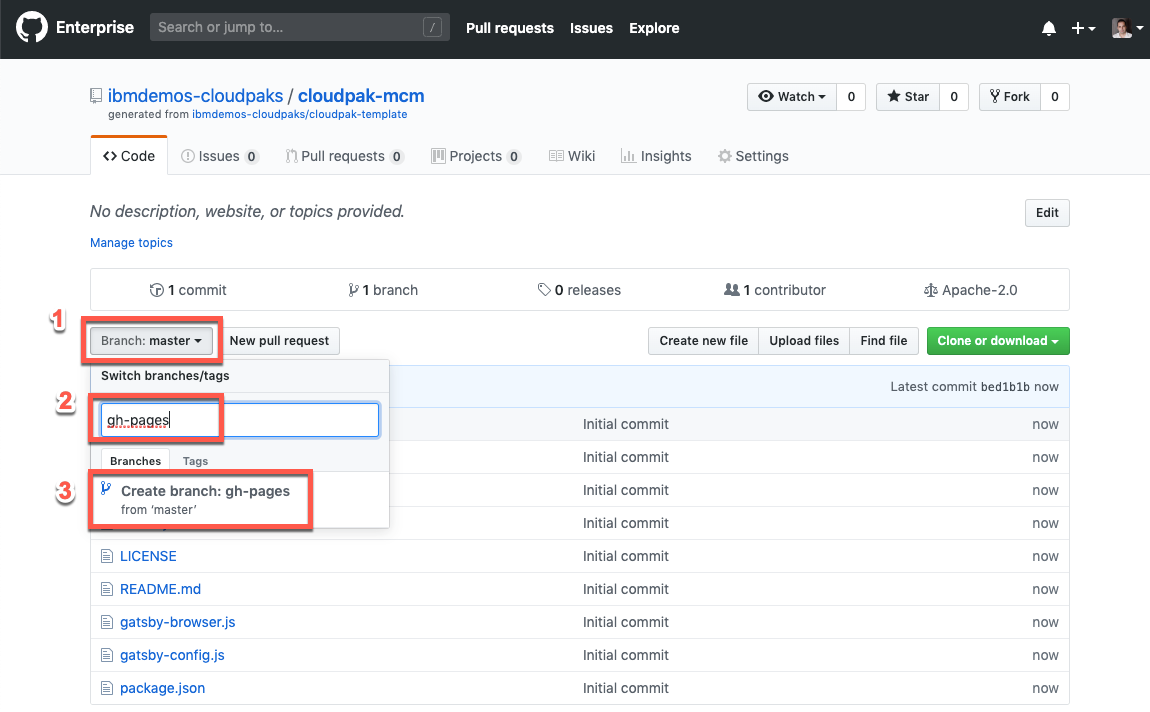 Enterprise Search or jump to... / Pull requests Issues Explore
ibmdemos-cloudpaks / cloudpak-mcm Watch 0 Star 0 Fork 0
generated from ibmdemos-cloudpaks/cloudpak-template
Code Issues 0 Pull requests 0 Projects 0 Wiki Insights Settings
No description, website, or topics provided. Edit
Manage topics
1 commit 1 branch 0 releases 1 contributor Apache-2.0
1
Branch: master New pull request Create new file Upload files Find file Clone or download
Switch branches/tags
Latest commit bed1b1b now
2
gh-pages Initial commit now
Initial commit now
Branches Tags
3
Create branch: gh-pages Initial commit now
from ‘master’
Initial commit now
LICENSE Initial commit now
README.md Initial commit now
gatsby-browser.js Initial commit now
gatsby-config.js Initial commit now
package.json Initial commit now